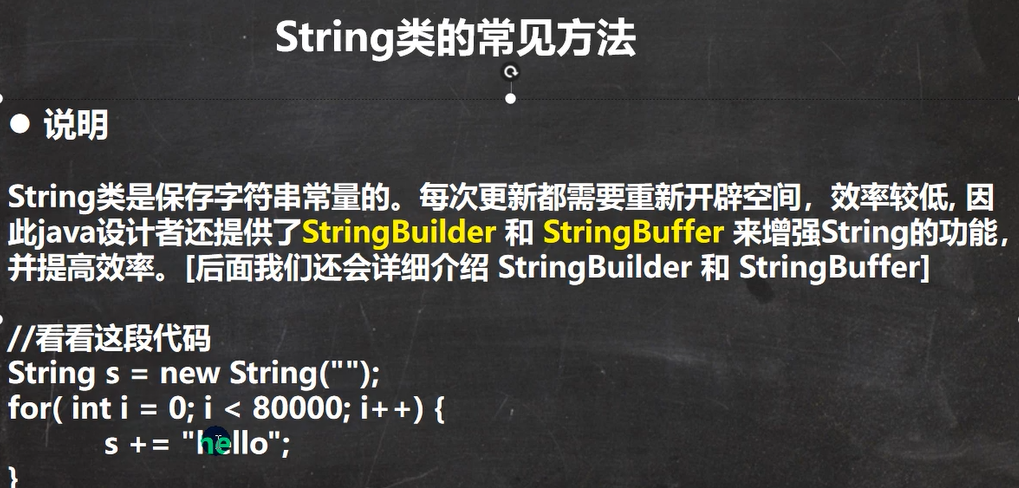 String类的常见方法
● 说明
String类是保存字符串常量的。每次更新都需要重新开辟空间，效率较低, 因
此java设计者还提供了StringBuilder 和 StringBuffer 来增强String的功能，
并提高效率。[后面我们还会详细介绍 StringBuilder 和 StringBuffer]
//看看这段代码
String s = new String("");
for( int i = 0; i < 80000; i++) {
s += "hello";
}